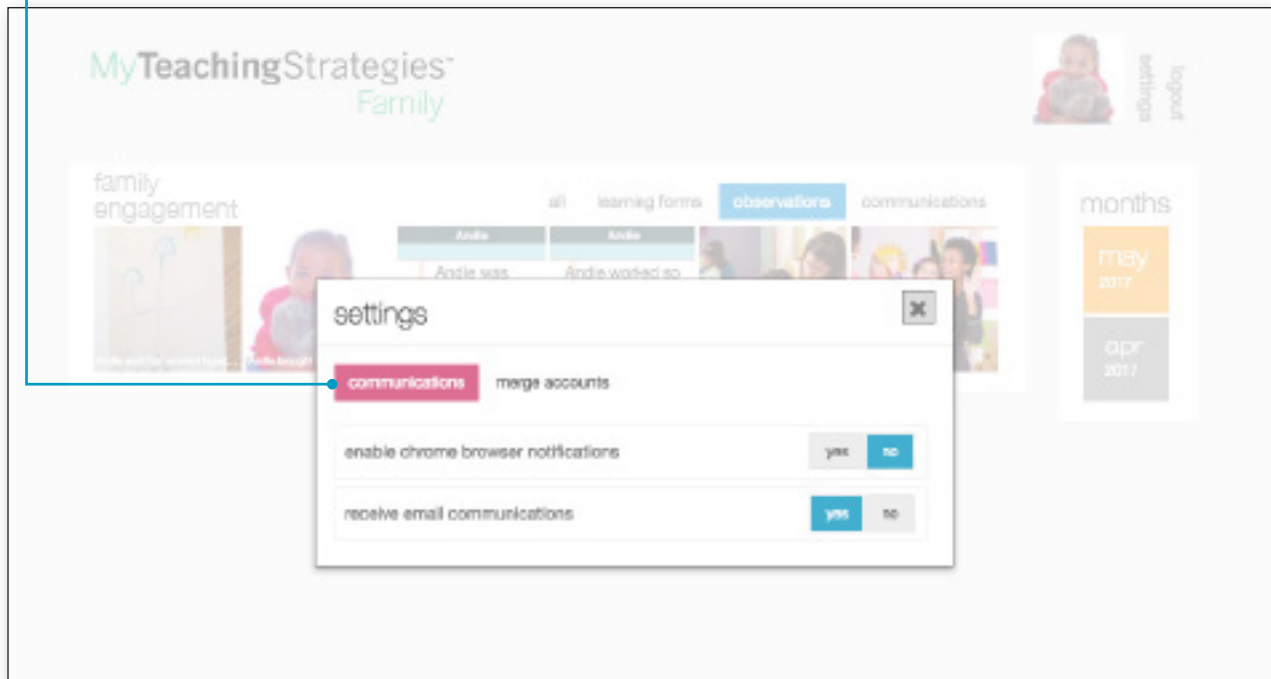 MyTeachingStrategies™
Family
settings
logout
family
engagement
all learning forms observations communications
Andie Andie
Andie was Andie worked so
months
may
2017
apr
2017
settings
communications merge accounts
enable chrome browser notifications yes no
receive email communications yes no